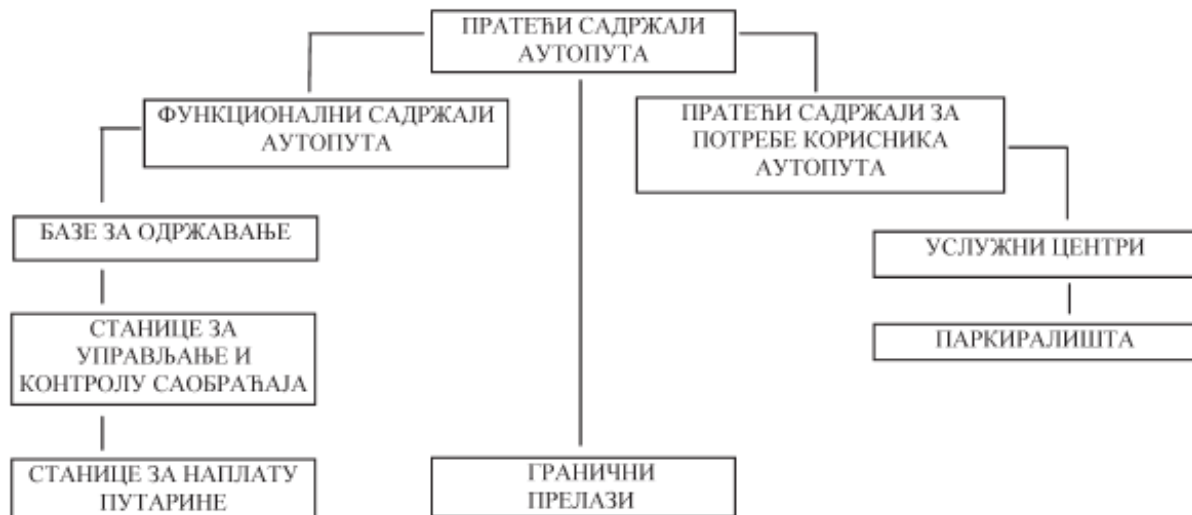 ПРАТЕЋИ САДРЖАЈИ
АУТОПУТА
ФУНКЦИОНАЛНИ САДРЖАЈИ
АУТОПУТА
ПРАТЕЋИ САДРЖАЈИ ЗА
ПОТРЕБЕ КОРИСНИКА
АУТОПУТА
БАЗЕ ЗА ОДРЖАВАЊЕ
УСЛУЖНИ ЦЕНТРИ
СТАНИЦЕ ЗА
УПРАВЉАЊЕ И
КОНТРОЛУ САОБРАЋАЈА
ПАРКИРАЛИШТА
СТАНИЦЕ ЗА НАПЛАТУ
ПУТАРИНЕ
ГРАНИЧНИ
ПРЕЛАЗИ